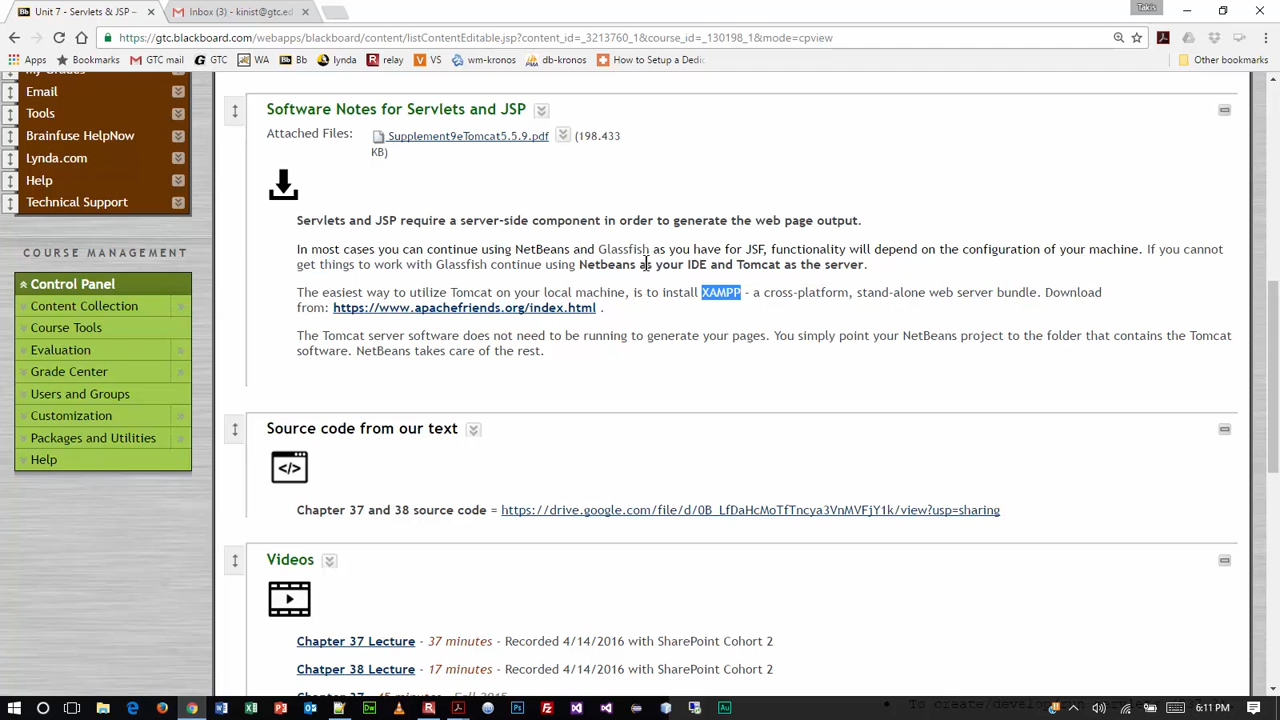 Bb Unit 7 - Servlets & JSP – ×
Inbox (3) - kinist@gtc.ed ×
Takis
https://gtc.blackboard.com/webapps/blackboard/content/listContentEditable.jsp?content_id=_3213760_1&course_id=_130198_1&mode=cpview
Apps Bookmarks GTC mail GTC WA Bb lynda relay VS wm-kronos db-kronos How to Setup a Dedic Other bookmarks
My Grades
Email
Tools
Brainfuse HelpNow
Lynda.com
Help
Technical Support
COURSE MANAGEMENT
Control Panel
Content Collection
Course Tools
Evaluation
Grade Center
Users and Groups
Customization
Packages and Utilities
Help
Software Notes for Servlets and JSP
Attached Files: Supplement9eTomcat5.5.9.pdf (198.433
KB)
Servlets and JSP require a server-side component in order to generate the web page output.
In most cases you can continue using NetBeans and Glassfish as you have for JSF, functionality will depend on the configuration of your machine. If you cannot
get things to work with Glassfish continue using Netbeans as your IDE and Tomcat as the server.
The easiest way to utilize Tomcat on your local machine, is to install XAMPP - a cross-platform, stand-alone web server bundle. Download
from: https://www.apachefriends.org/index.html .
The Tomcat server software does not need to be running to generate your pages. You simply point your NetBeans project to the folder that contains the Tomcat
software. NetBeans takes care of the rest.
Source code from our text
</>
Chapter 37 and 38 source code = https://drive.google.com/file/d/0B_LfDaHcMoTfTncya3VnMVFjY1k/view?usp=sharing
Videos
Chapter 37 Lecture - 37 minutes - Recorded 4/14/2016 with SharePoint Cohort 2
Chatper 38 Lecture - 17 minutes - Recorded 4/14/2016 with SharePoint Cohort 2
Chapter 37 - 45 minutes - Fall 2015
6:11 PM